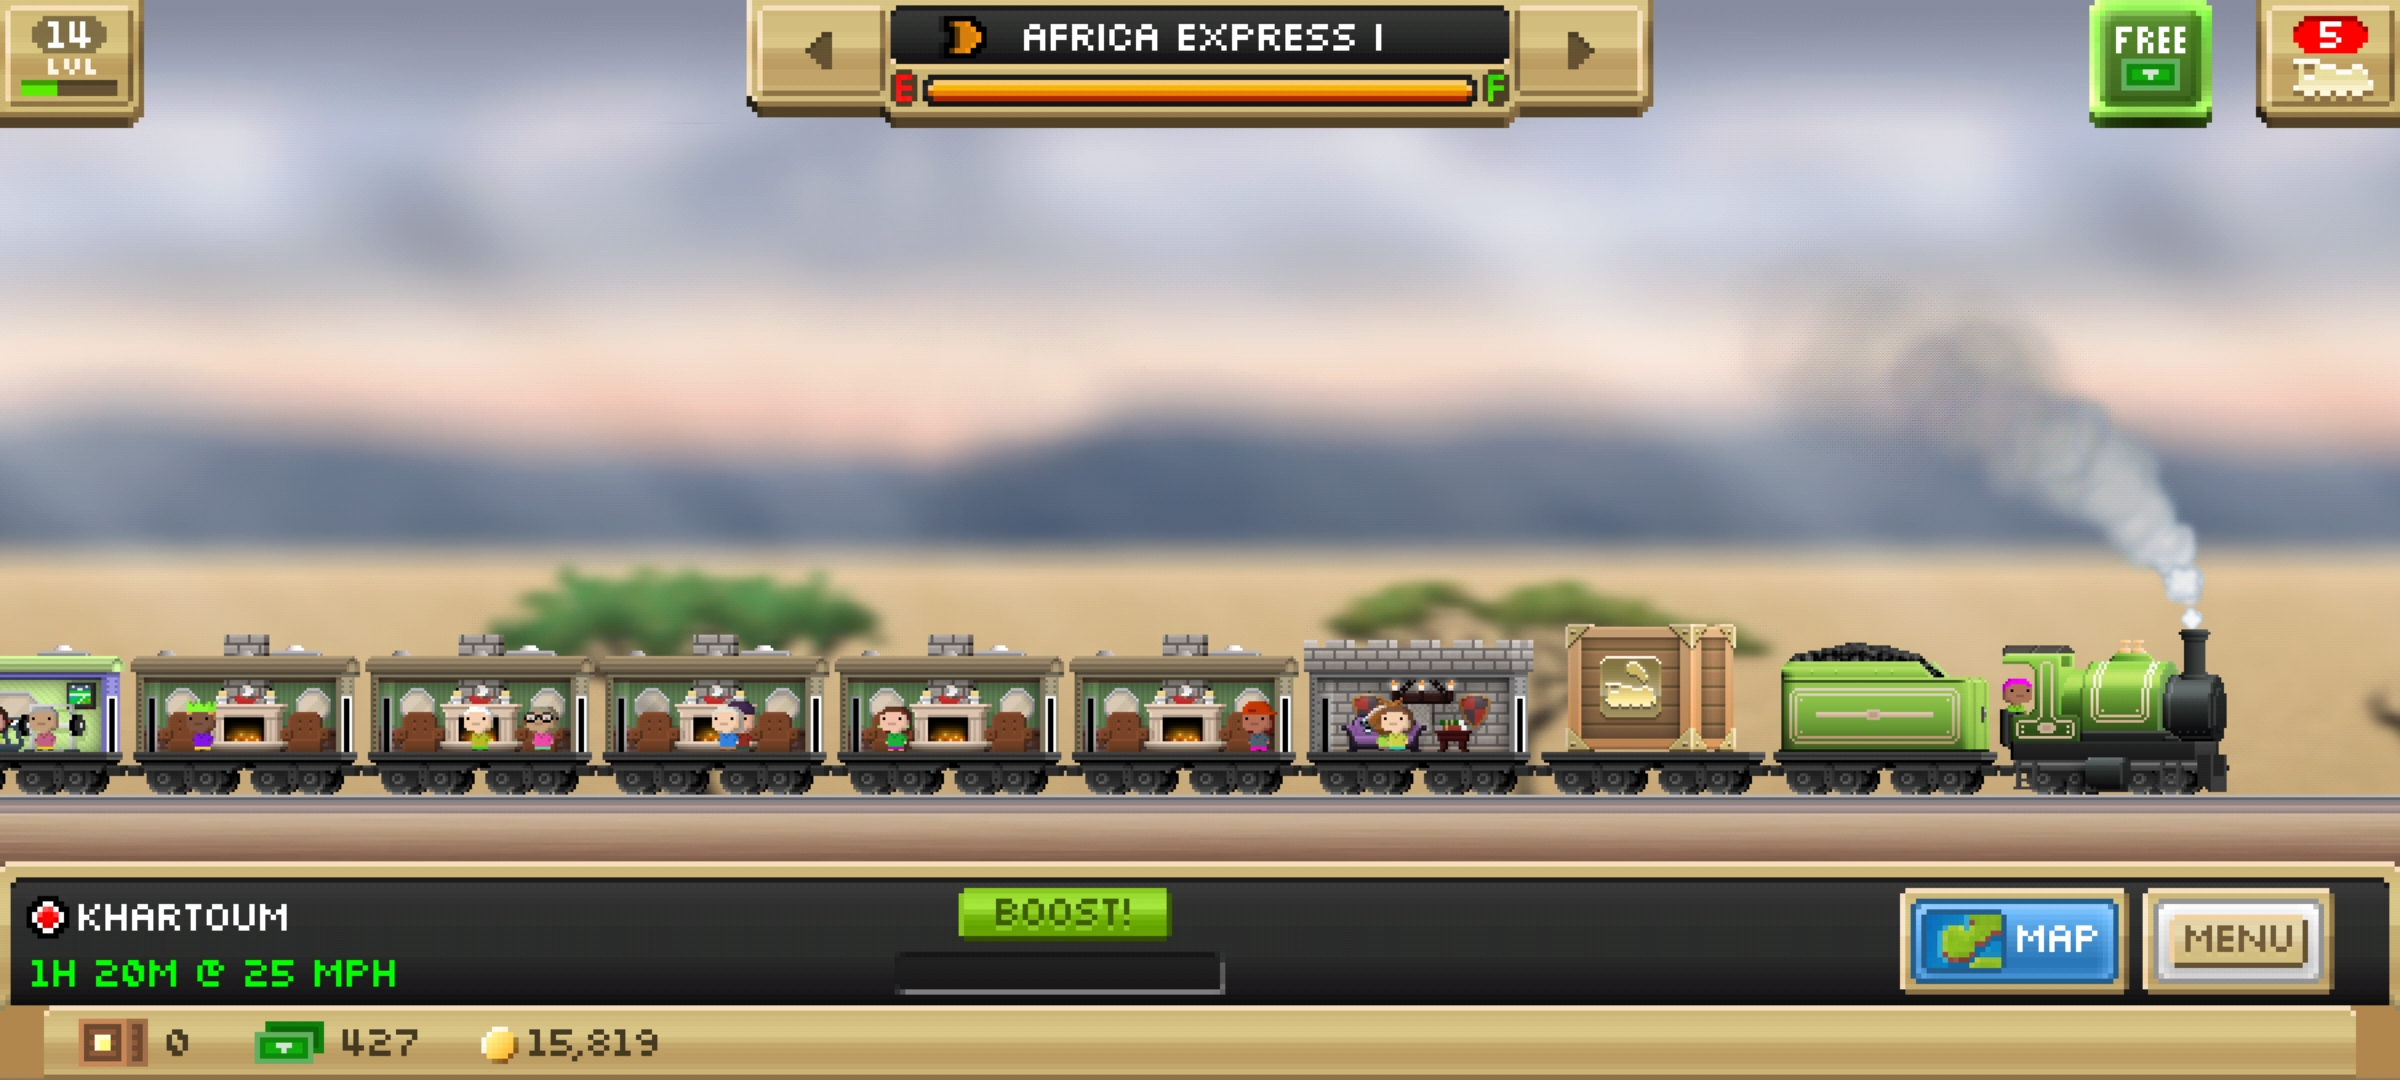 14
LVL
AFRICA EXPRESS I
E F
FREE
5
KHARTOUM
1H 20M @ 25 MPH
BOOST!
MAP
MENU
0 427 15,819